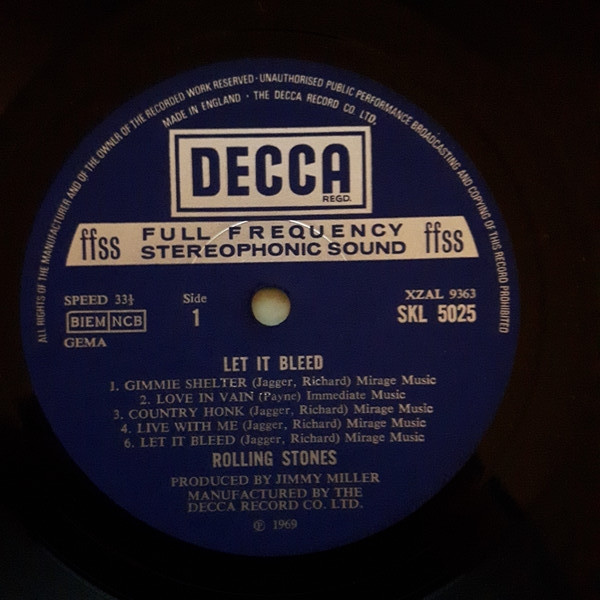 ALL RIGHTS OF THE MANUFACTURER AND OF THE OWNER OF THE RECORDED WORK RESERVED · UNAUTHORISED PUBLIC PERFORMANCE BROADCASTING AND COPYING OF THIS RECORD PROHIBITED
MADE IN ENGLAND · THE DECCA RECORD CO. LTD.
DECCA
REGD.
ffss FULL FREQUENCY ffss
STEREOPHONIC SOUND
SPEED 33⅓ Side XZAL 9363
BIEM NCB 1 SKL 5025
GEMA
LET IT BLEED
1. GIMMIE SHELTER (Jagger, Richard) Mirage Music
2. LOVE IN VAIN (Payne) Immediate Music
3. COUNTRY HONK (Jagger, Richard) Mirage Music
4. LIVE WITH ME (Jagger, Richard) Mirage Music
6. LET IT BLEED (Jagger, Richard) Mirage Music
ROLLING STONES
PRODUCED BY JIMMY MILLER
MANUFACTURED BY THE
DECCA RECORD CO. LTD.
℗ 1969